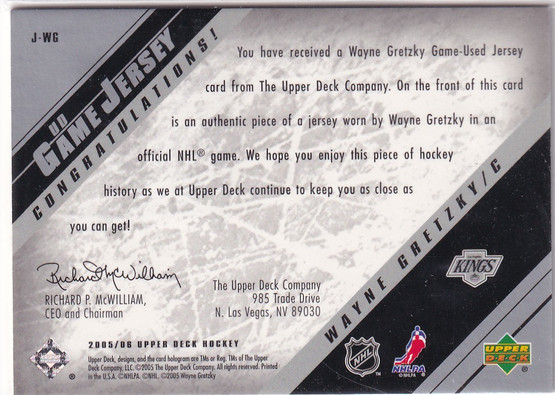 J-WG
UD
GAME JERSEY
CONGRATULATIONS!
You have received a Wayne Gretzky Game-Used Jersey
card from The Upper Deck Company. On the front of this card
is an authentic piece of a jersey worn by Wayne Gretzky in an
official NHL® game. We hope you enjoy this piece of hockey
history as we at Upper Deck continue to keep you as close as
you can get!
WAYNE GRETZKY/C
KINGS
Richard P. McWilliam
RICHARD P. McWILLIAM,
CEO and Chairman
The Upper Deck Company
985 Trade Drive
N. Las Vegas, NV 89030
2005/06 UPPER DECK HOCKEY
Upper Deck, designs, and the card hologram are TMs or Reg. TMs of The Upper
Deck Company, LLC. ©2005 The Upper Deck Company, LLC. All rights reserved. Printed
in the U.S.A. ©NHLPA. ©NHL. ©2005 Wayne Gretzky
®
NHL
NHLPA
©NHLPA
UPPER
DECK
®